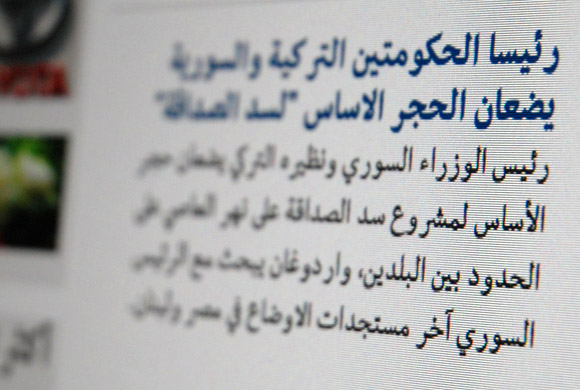 رئيسا الحكومتين التركية والسورية
يضعان الحجر الاساس "لسد الصداقة"
رئيس الوزراء السوري ونظيره التركي يضعان حجر
الأساس لمشروع سد الصداقة على نهر العاصي على
الحدود بين البلدين، واردوغان يبحث مع الرئيس
السوري آخر مستجدات الاوضاع في مصر ولبنان.
TOYOTA
أكثر